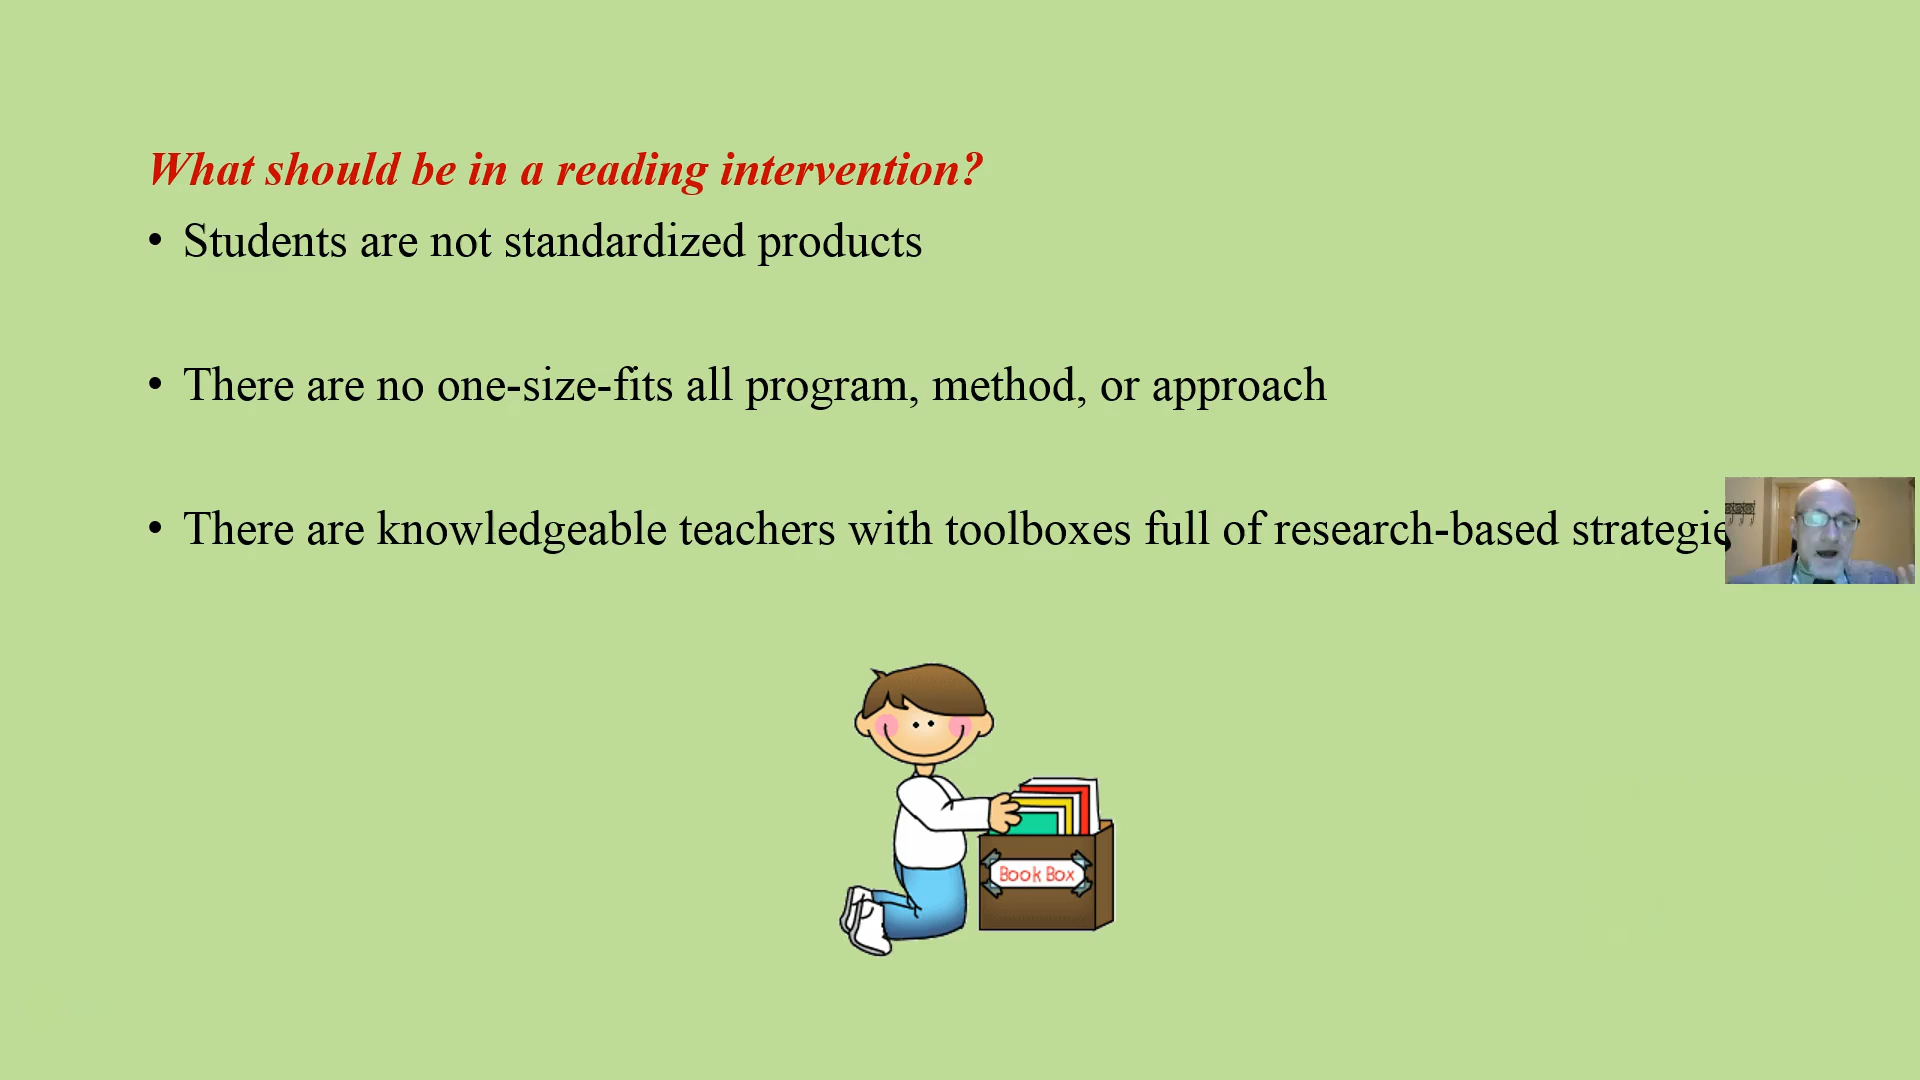 What should be in a reading intervention?
• Students are not standardized products
• There are no one-size-fits all program, method, or approach
• There are knowledgeable teachers with toolboxes full of research-based strategie
Book Box